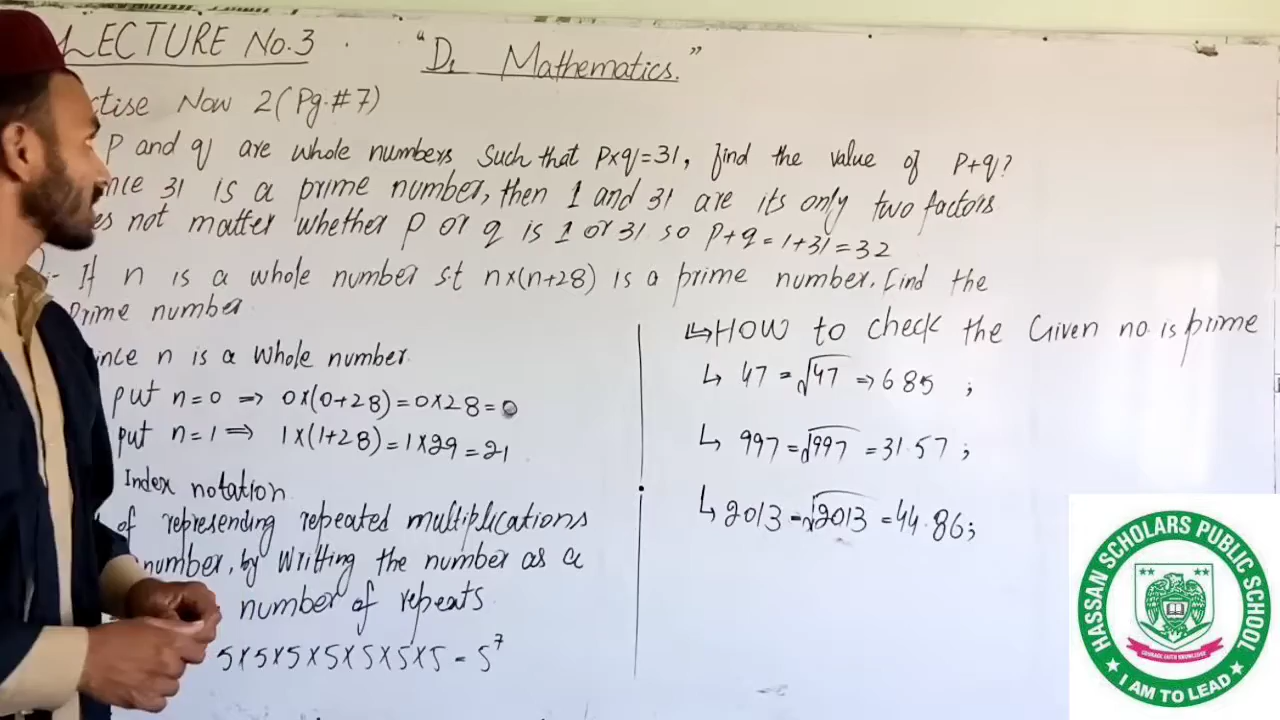 LECTURE No.3
"D. Mathematics."
ctise Now 2 (Pg.#7)
P and q are whole numbers such that P×q=31, find the value of P+q?
nce 31 is a prime number, then 1 and 31 are its only two factors
es not matter whether P or q is 1 or 31 so P+q=1+31=32
:- If n is a whole number s.t n×(n+28) is a prime number. Find the
Prime number
ince n is a whole number.
put n=0 ⇒ 0×(0+28)=0×28=0
put n=1 ⇒ 1×(1+28)=1×29=21
Index notation
of represending repeated multiplications
number, by writting the number as a
number of repeats
5×5×5×5×5×5×5=5⁷
↳HOW to check the Given no. is prime
↳ 47=√47 ⇒685 ;
↳ 997=√997=31.57;
↳ 2013=√2013=44.86;
HASSAN SCHOLARS PUBLIC SCHOOL
I AM TO LEAD